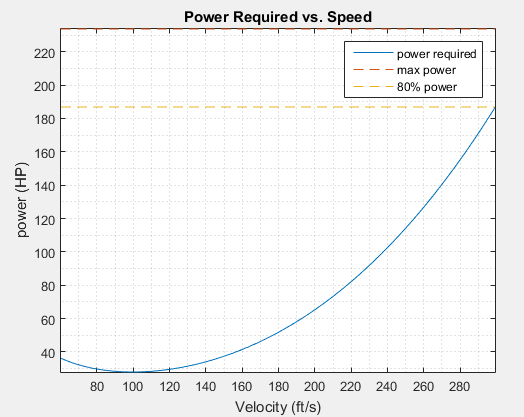 Power Required vs. Speed
power required
max power
80% power
220
200
180
160
140
120
100
80
60
40
power (HP)
80 100 120 140 160 180 200 220 240 260 280
Velocity (ft/s)